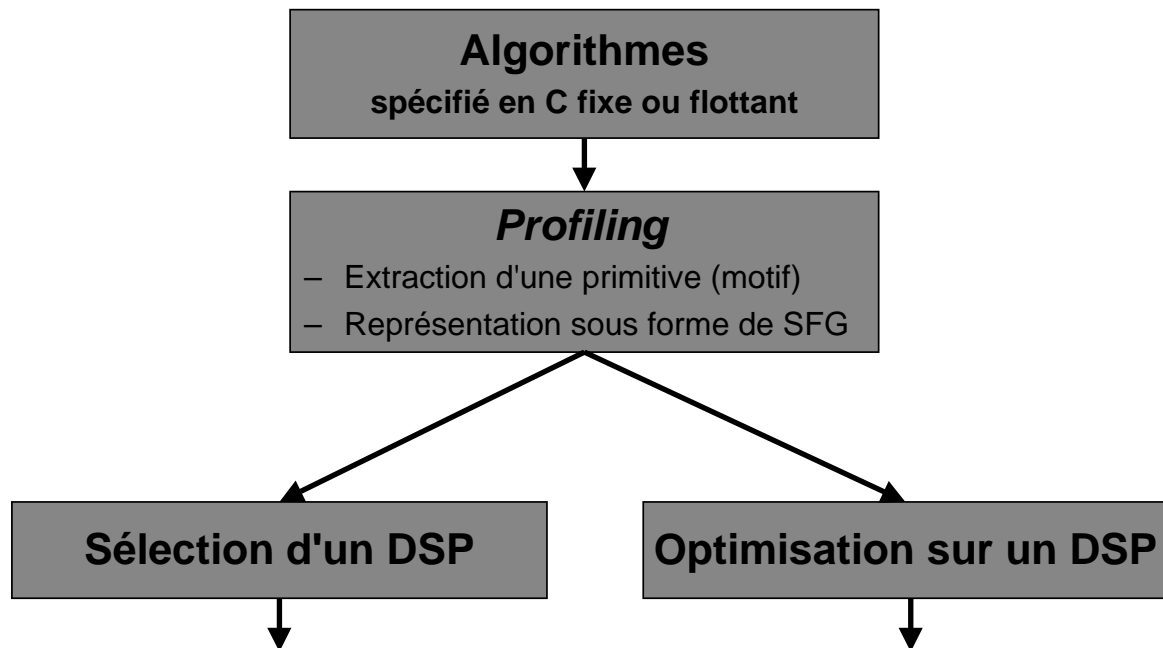 Algorithmes
spécifié en C fixe ou flottant
Profiling
– Extraction d'une primitive (motif)
– Représentation sous forme de SFG
Sélection d'un DSP
Optimisation sur un DSP